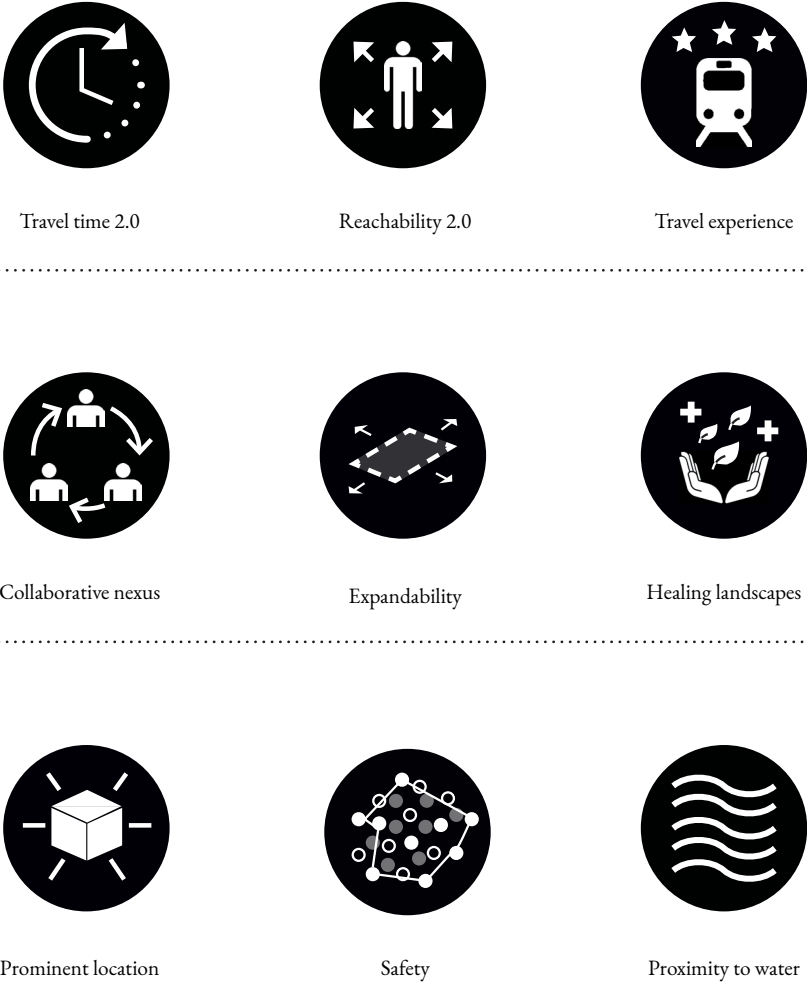 Travel time 2.0
Reachability 2.0
Travel experience
Collaborative nexus
Expandability
Healing landscapes
Prominent location
Safety
Proximity to water